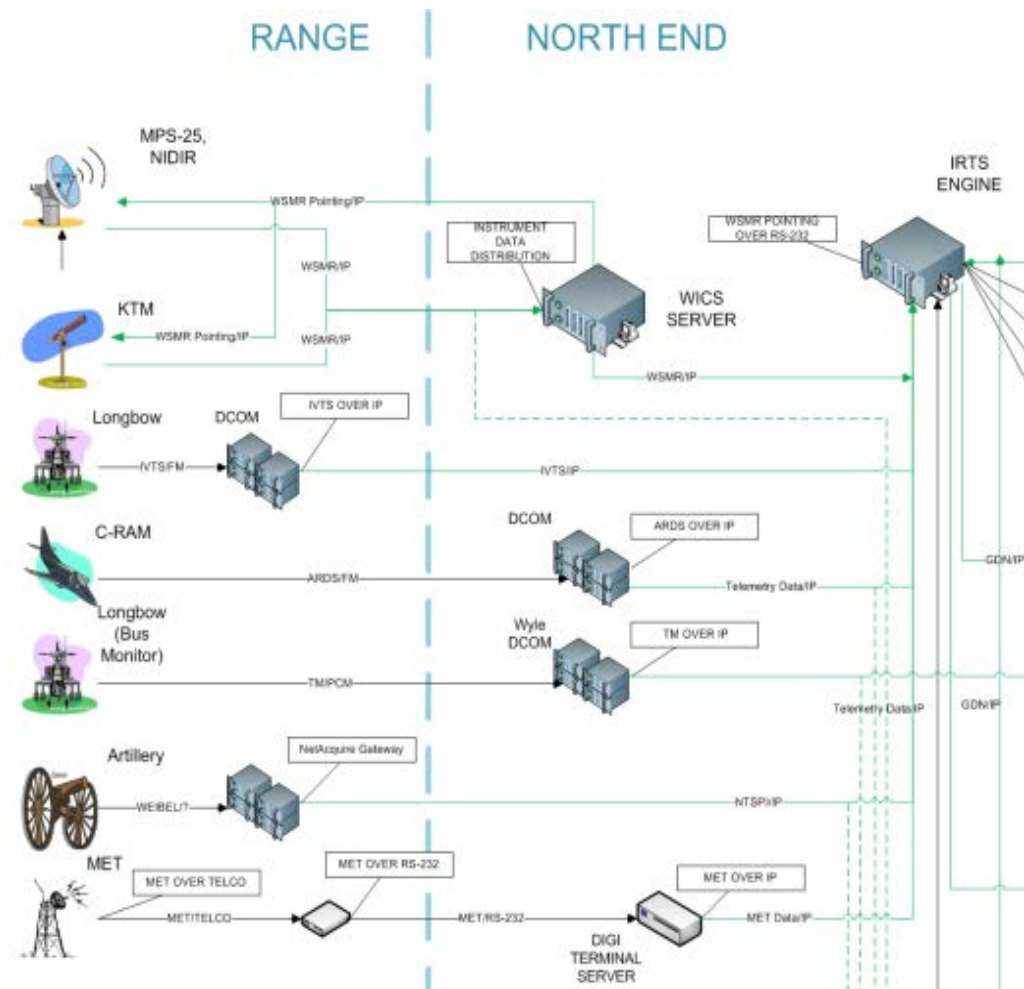 RANGE
NORTH END
MPS-25,
NIDIR
IRTS
ENGINE
WSMR Pointing/IP
INSTRUMENT
DATA
DISTRIBUTION
WSMR POINTING
OVER RS-232
WSMR/IP
WICS
SERVER
KTM
WSMR Pointing/IP
WSMR/IP
WSMR/IP
Longbow
DCOM
IVTS OVER IP
IVTS/FM
IVTS/IP
C-RAM
DCOM
ARDS OVER IP
GDN/IP
ARDS/FM
Telemetry Data/IP
Longbow
(Bus
Monitor)
Wyle
DCOM
TM OVER IP
TM/PCM
Telemetry Data/IP
GDN/IP
Artillery
NetAcquire Gateway
WEIBEL/?
NTSPI/IP
MET
MET OVER TELCO
MET OVER RS-232
MET OVER IP
MET/TELCO
MET/RS-232
MET Data/IP
DIGI
TERMINAL
SERVER